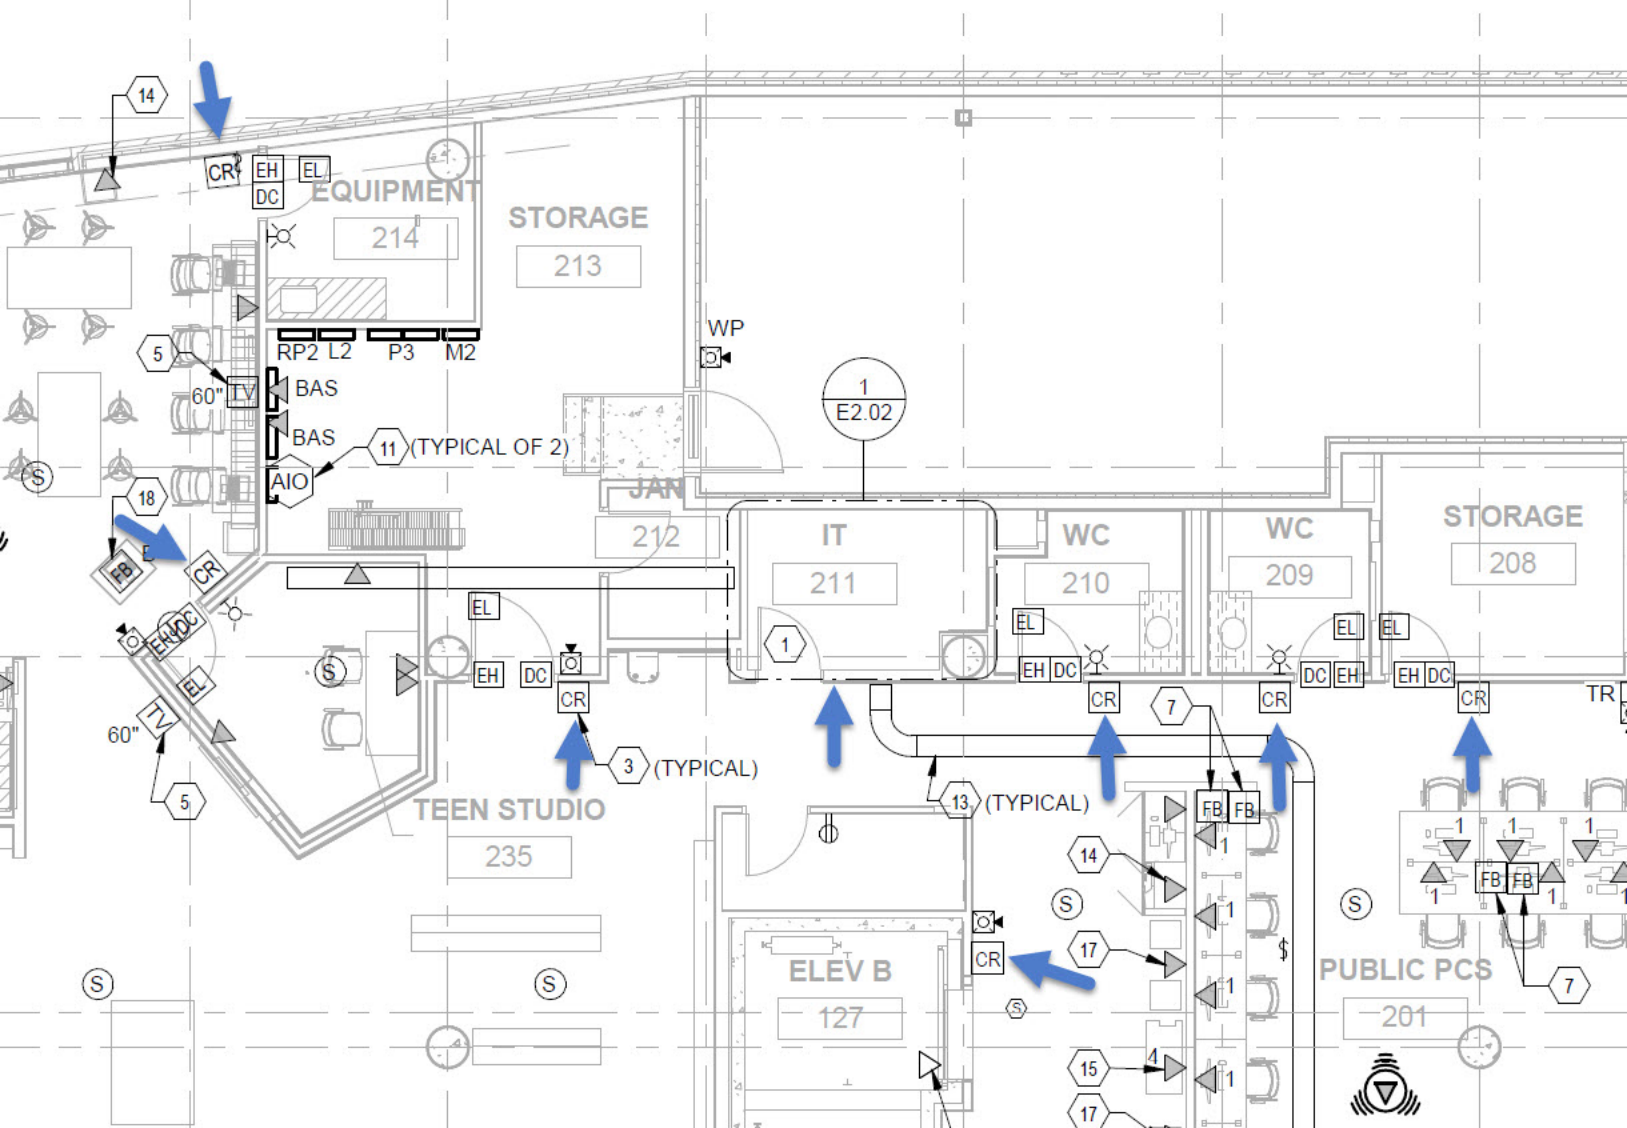 14
CR
EH
EL
DC
EQUIPMENT
214
STORAGE
213
WP
RP2
L2
P3
M2
5
60"
TV
BAS
BAS
11
(TYPICAL OF 2)
AIO
1
E2.02
S
18
JAN
212
IT
211
WC
210
WC
209
STORAGE
208
FB
CR
EH
DC
EL
TV
60"
5
S
EL
EH
DC
CR
3
(TYPICAL)
1
EL
EH
DC
CR
EL
DC
EH
CR
EL
EH
DC
CR
TR
7
FB
FB
13
(TYPICAL)
TEEN STUDIO
235
14
1
S
1
S
1
1
1
FB
FB
1
1
1
7
17
$
CR
ELEV B
127
S
S
S
1
PUBLIC PCS
201
15
4
1
17